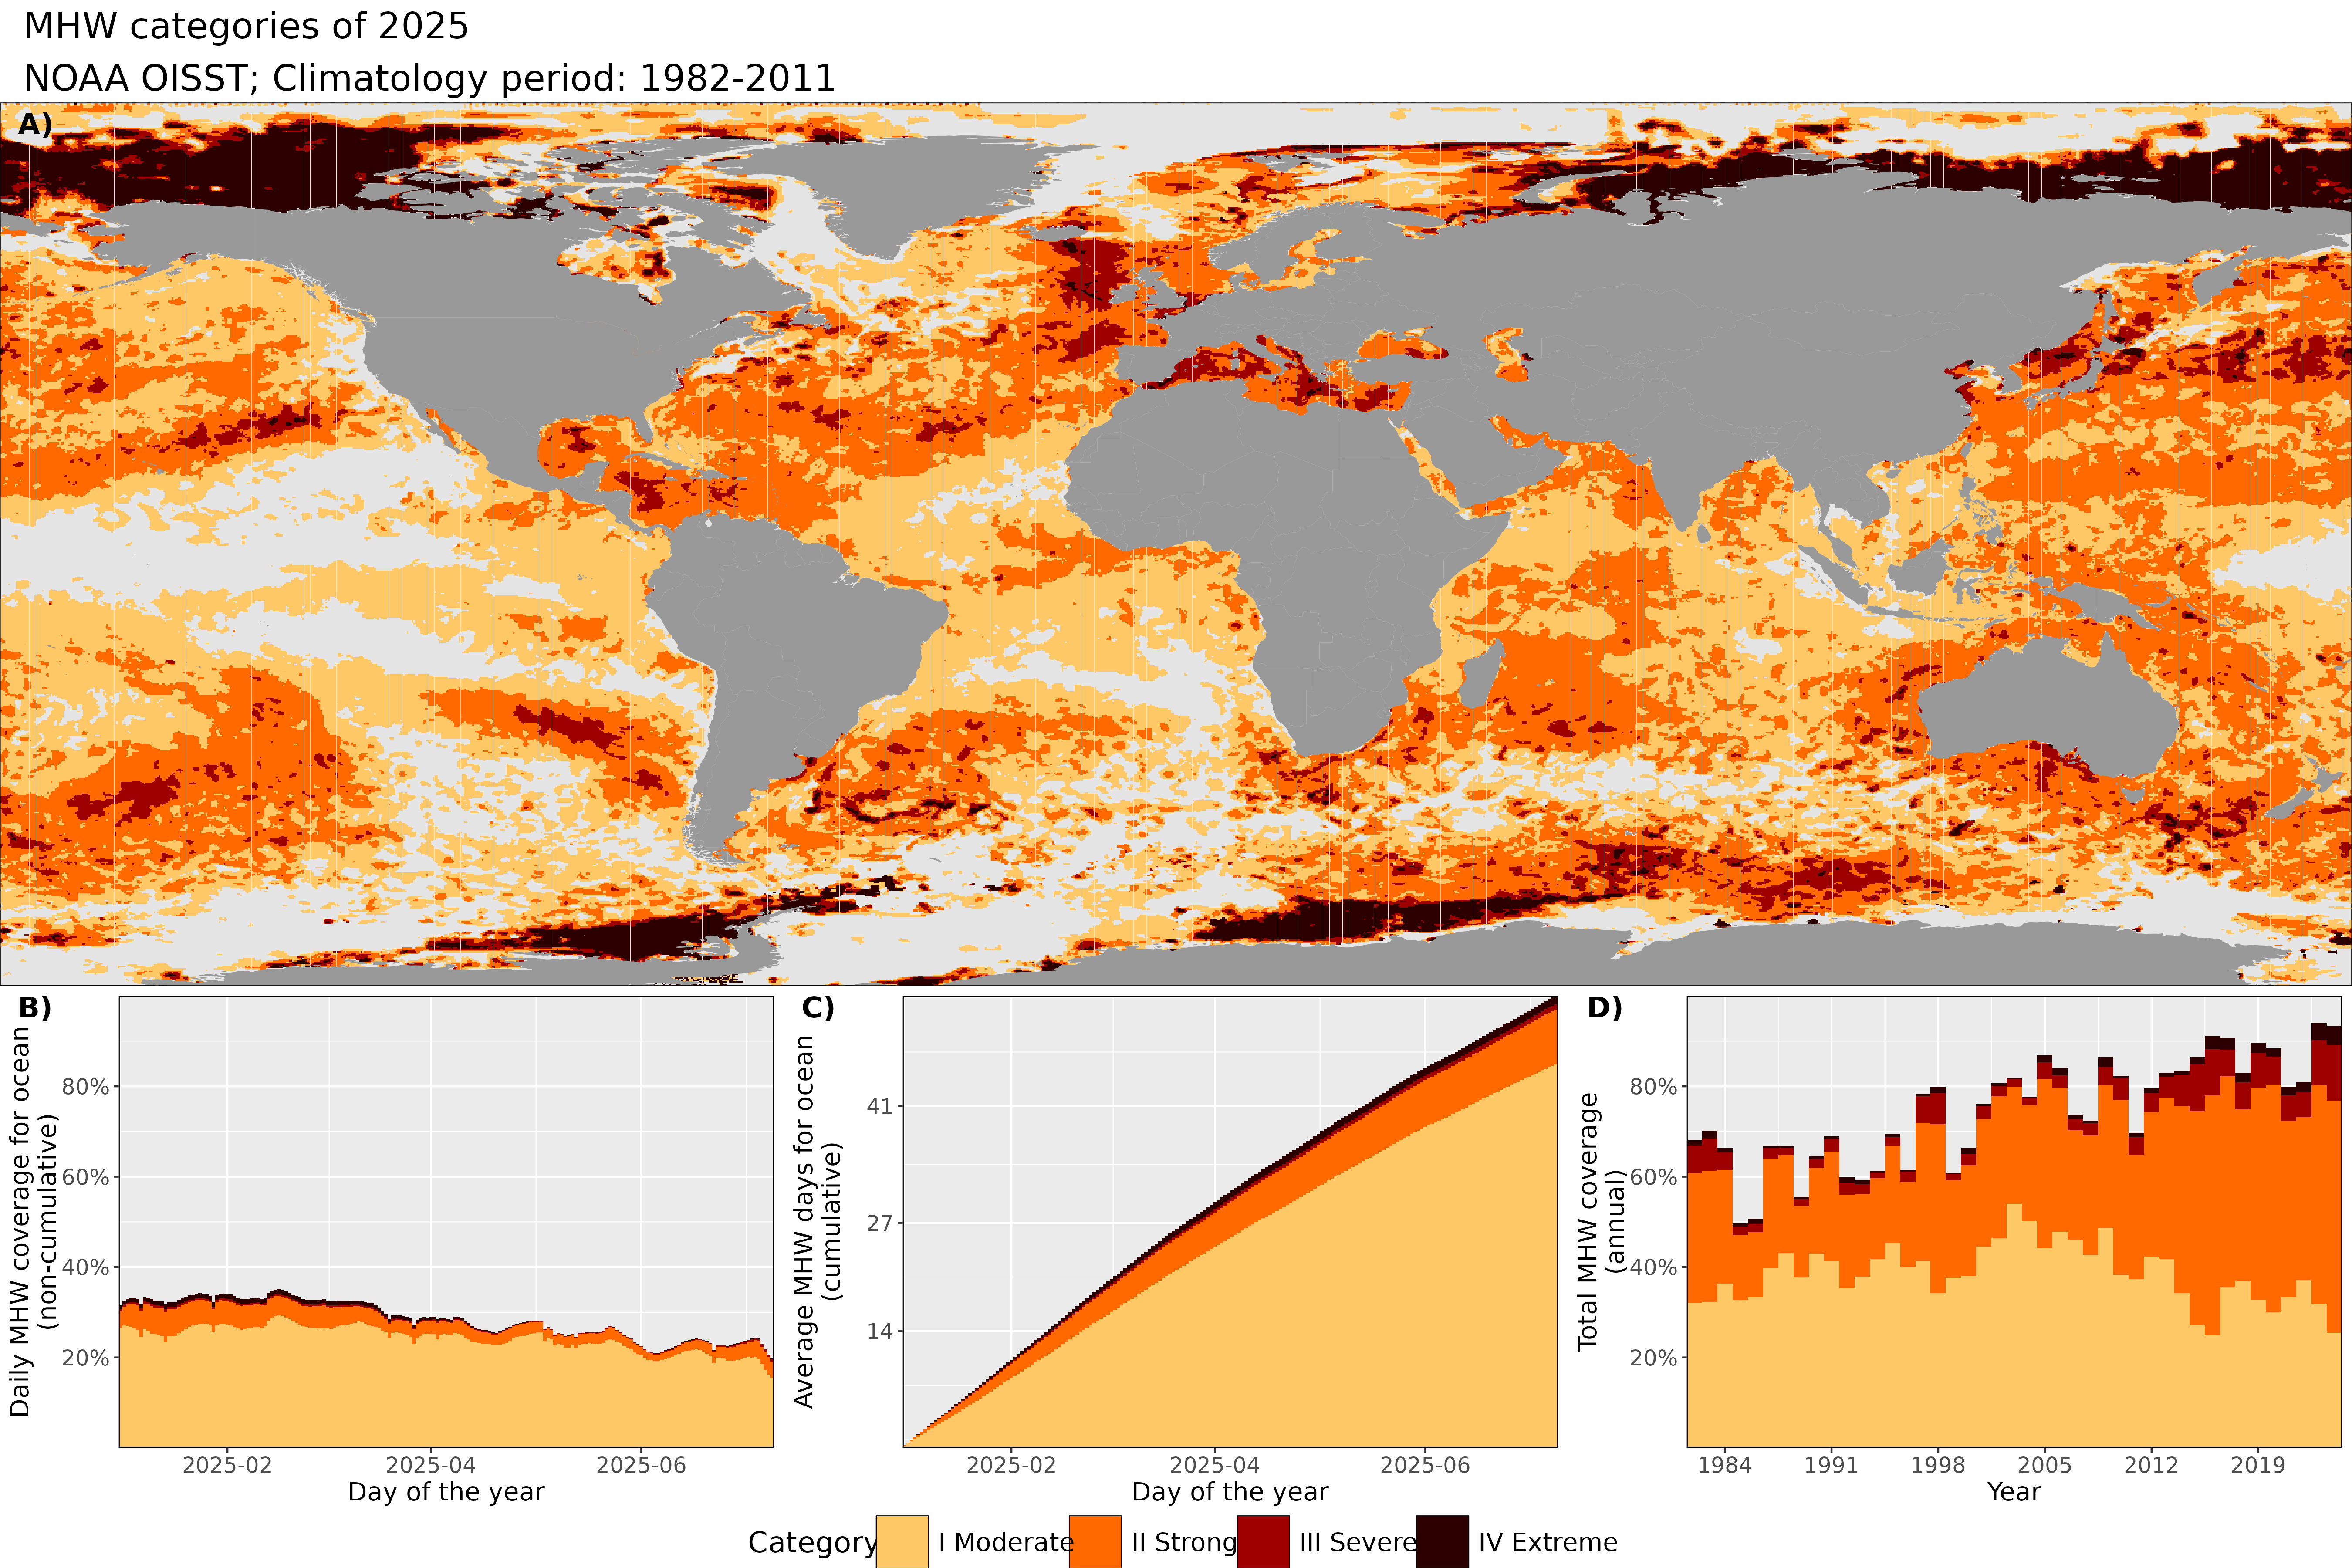 MHW categories of 2025
NOAA OISST; Climatology period: 1982-2011
A)
B)
Daily MHW coverage for ocean
(non-cumulative)
80%
60%
40%
20%
2025-02 2025-04 2025-06
Day of the year
C)
Average MHW days for ocean
(cumulative)
41
27
14
2025-02 2025-04 2025-06
Day of the year
D)
Total MHW coverage
(annual)
80%
60%
40%
20%
1984 1991 1998 2005 2012 2019
Year
Category I Moderate II Strong III Severe IV Extreme